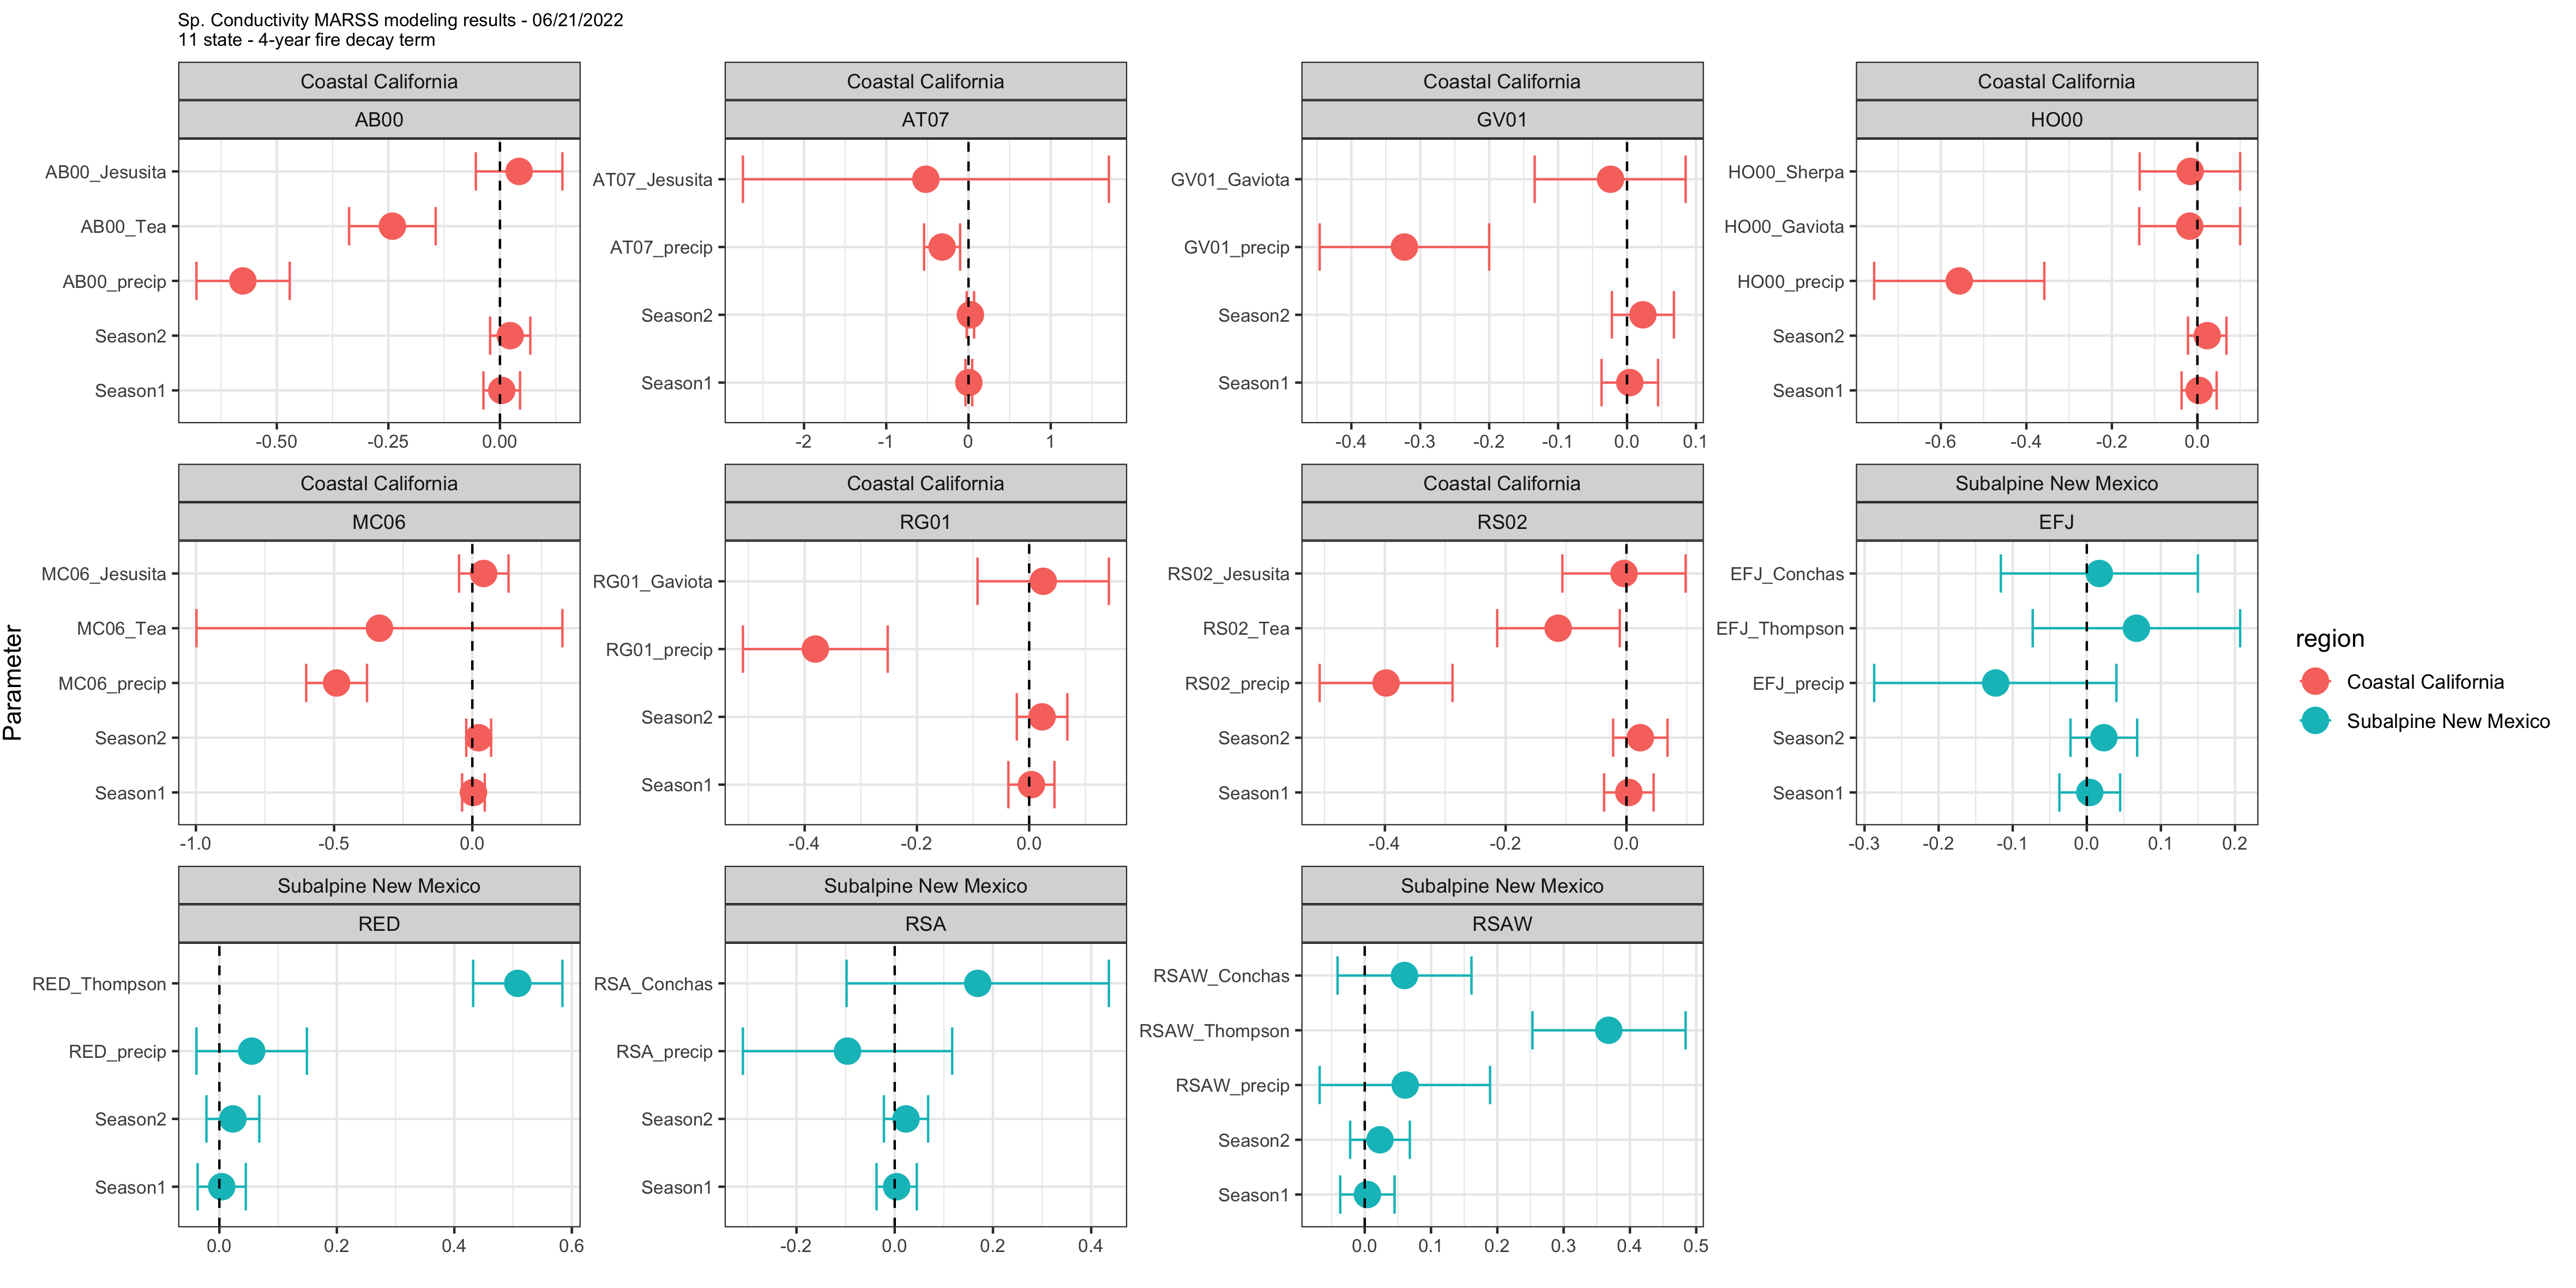 Sp. Conductivity MARSS modeling results - 06/21/2022
11 state - 4-year fire decay term
Coastal California
AB00
AB00_Jesusita
AB00_Tea
AB00_precip
Season2
Season1
-0.50 -0.25 0.00
Coastal California
AT07
AT07_Jesusita
AT07_precip
Season2
Season1
-2 -1 0 1
Coastal California
GV01
GV01_Gaviota
GV01_precip
Season2
Season1
-0.4 -0.3 -0.2 -0.1 0.0 0.1
Coastal California
HO00
HO00_Sherpa
HO00_Gaviota
HO00_precip
Season2
Season1
-0.6 -0.4 -0.2 0.0
Parameter
Coastal California
MC06
MC06_Jesusita
MC06_Tea
MC06_precip
Season2
Season1
-1.0 -0.5 0.0
Coastal California
RG01
RG01_Gaviota
RG01_precip
Season2
Season1
-0.4 -0.2 0.0
Coastal California
RS02
RS02_Jesusita
RS02_Tea
RS02_precip
Season2
Season1
-0.4 -0.2 0.0
Subalpine New Mexico
EFJ
EFJ_Conchas
EFJ_Thompson
EFJ_precip
Season2
Season1
-0.3 -0.2 -0.1 0.0 0.1 0.2
region
Coastal California
Subalpine New Mexico
Subalpine New Mexico
RED
RED_Thompson
RED_precip
Season2
Season1
0.0 0.2 0.4 0.6
Subalpine New Mexico
RSA
RSA_Conchas
RSA_precip
Season2
Season1
-0.2 0.0 0.2 0.4
Subalpine New Mexico
RSAW
RSAW_Conchas
RSAW_Thompson
RSAW_precip
Season2
Season1
0.0 0.1 0.2 0.3 0.4 0.5